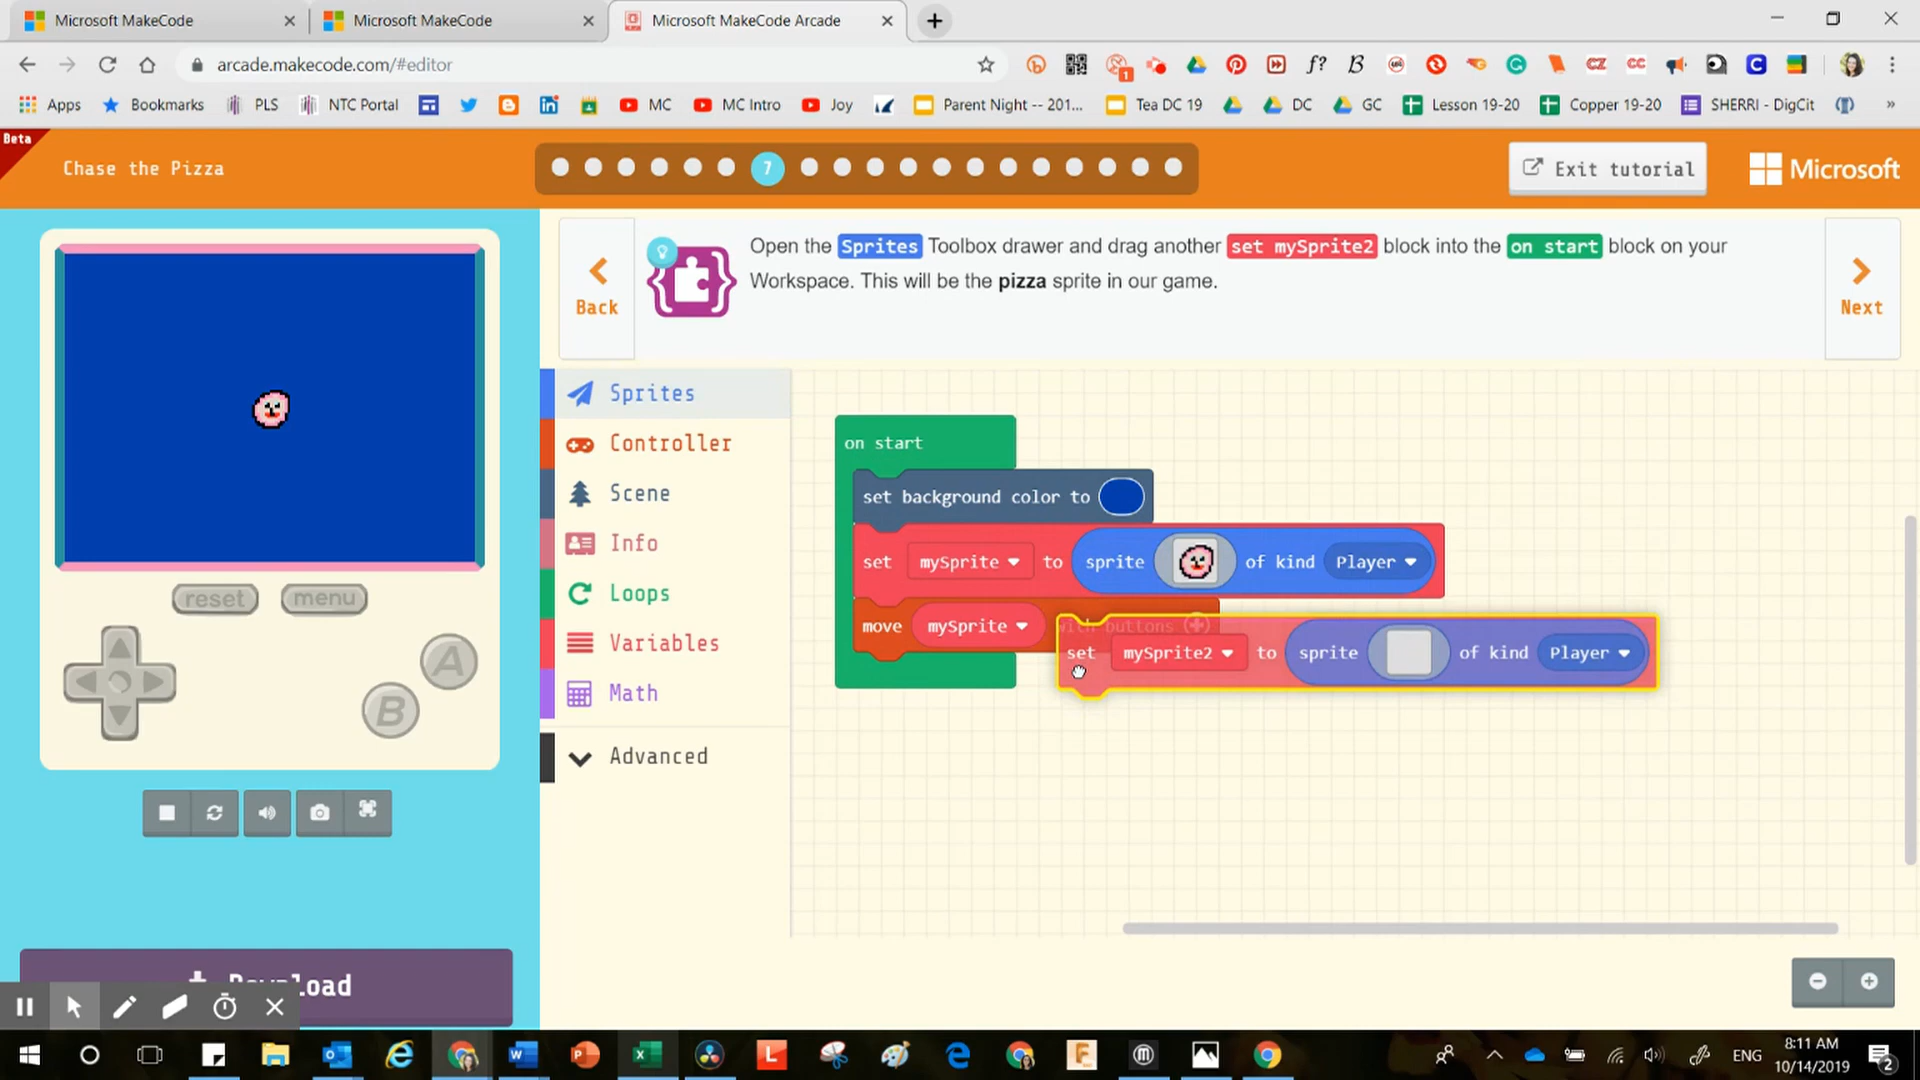 Microsoft MakeCode
Microsoft MakeCode
Microsoft MakeCode Arcade
arcade.makecode.com/#editor
Apps
Bookmarks
PLS
NTC Portal
MC
MC Intro
Joy
Parent Night -- 201...
Tea DC 19
DC
GC
Lesson 19-20
Copper 19-20
SHERRI - DigCit
Beta
Chase the Pizza
7
Exit tutorial
Microsoft
Back
Open the Sprites Toolbox drawer and drag another set mySprite2 block into the on start block on your
Workspace. This will be the pizza sprite in our game.
Next
Sprites
Controller
Scene
Info
Loops
Variables
Math
Advanced
on start
set background color to
set mySprite to sprite of kind Player
move mySprite with buttons
set mySprite2 to sprite of kind Player
reset
menu
A
B
Download
ENG
8:11 AM
10/14/2019
2